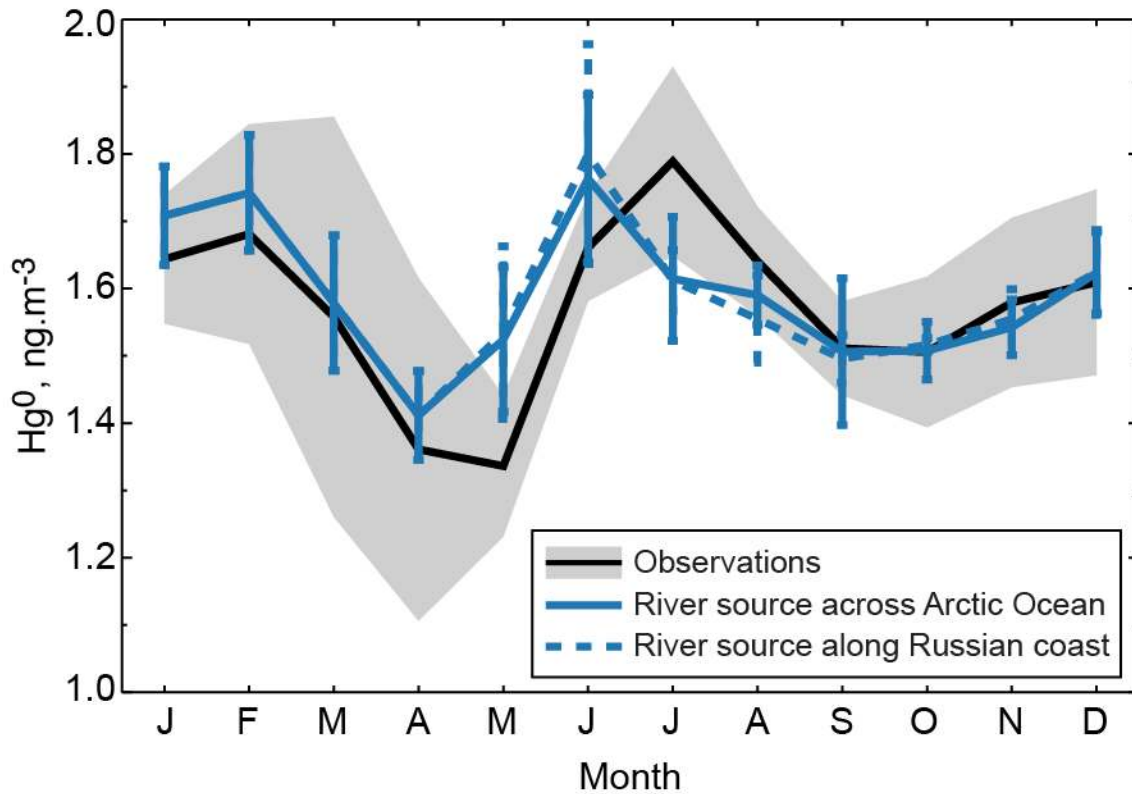 2.0
1.8
1.6
1.4
1.2
1.0
Hg⁰, ng.m⁻³
Observations
River source across Arctic Ocean
River source along Russian coast
J F M A M J J A S O N D
Month